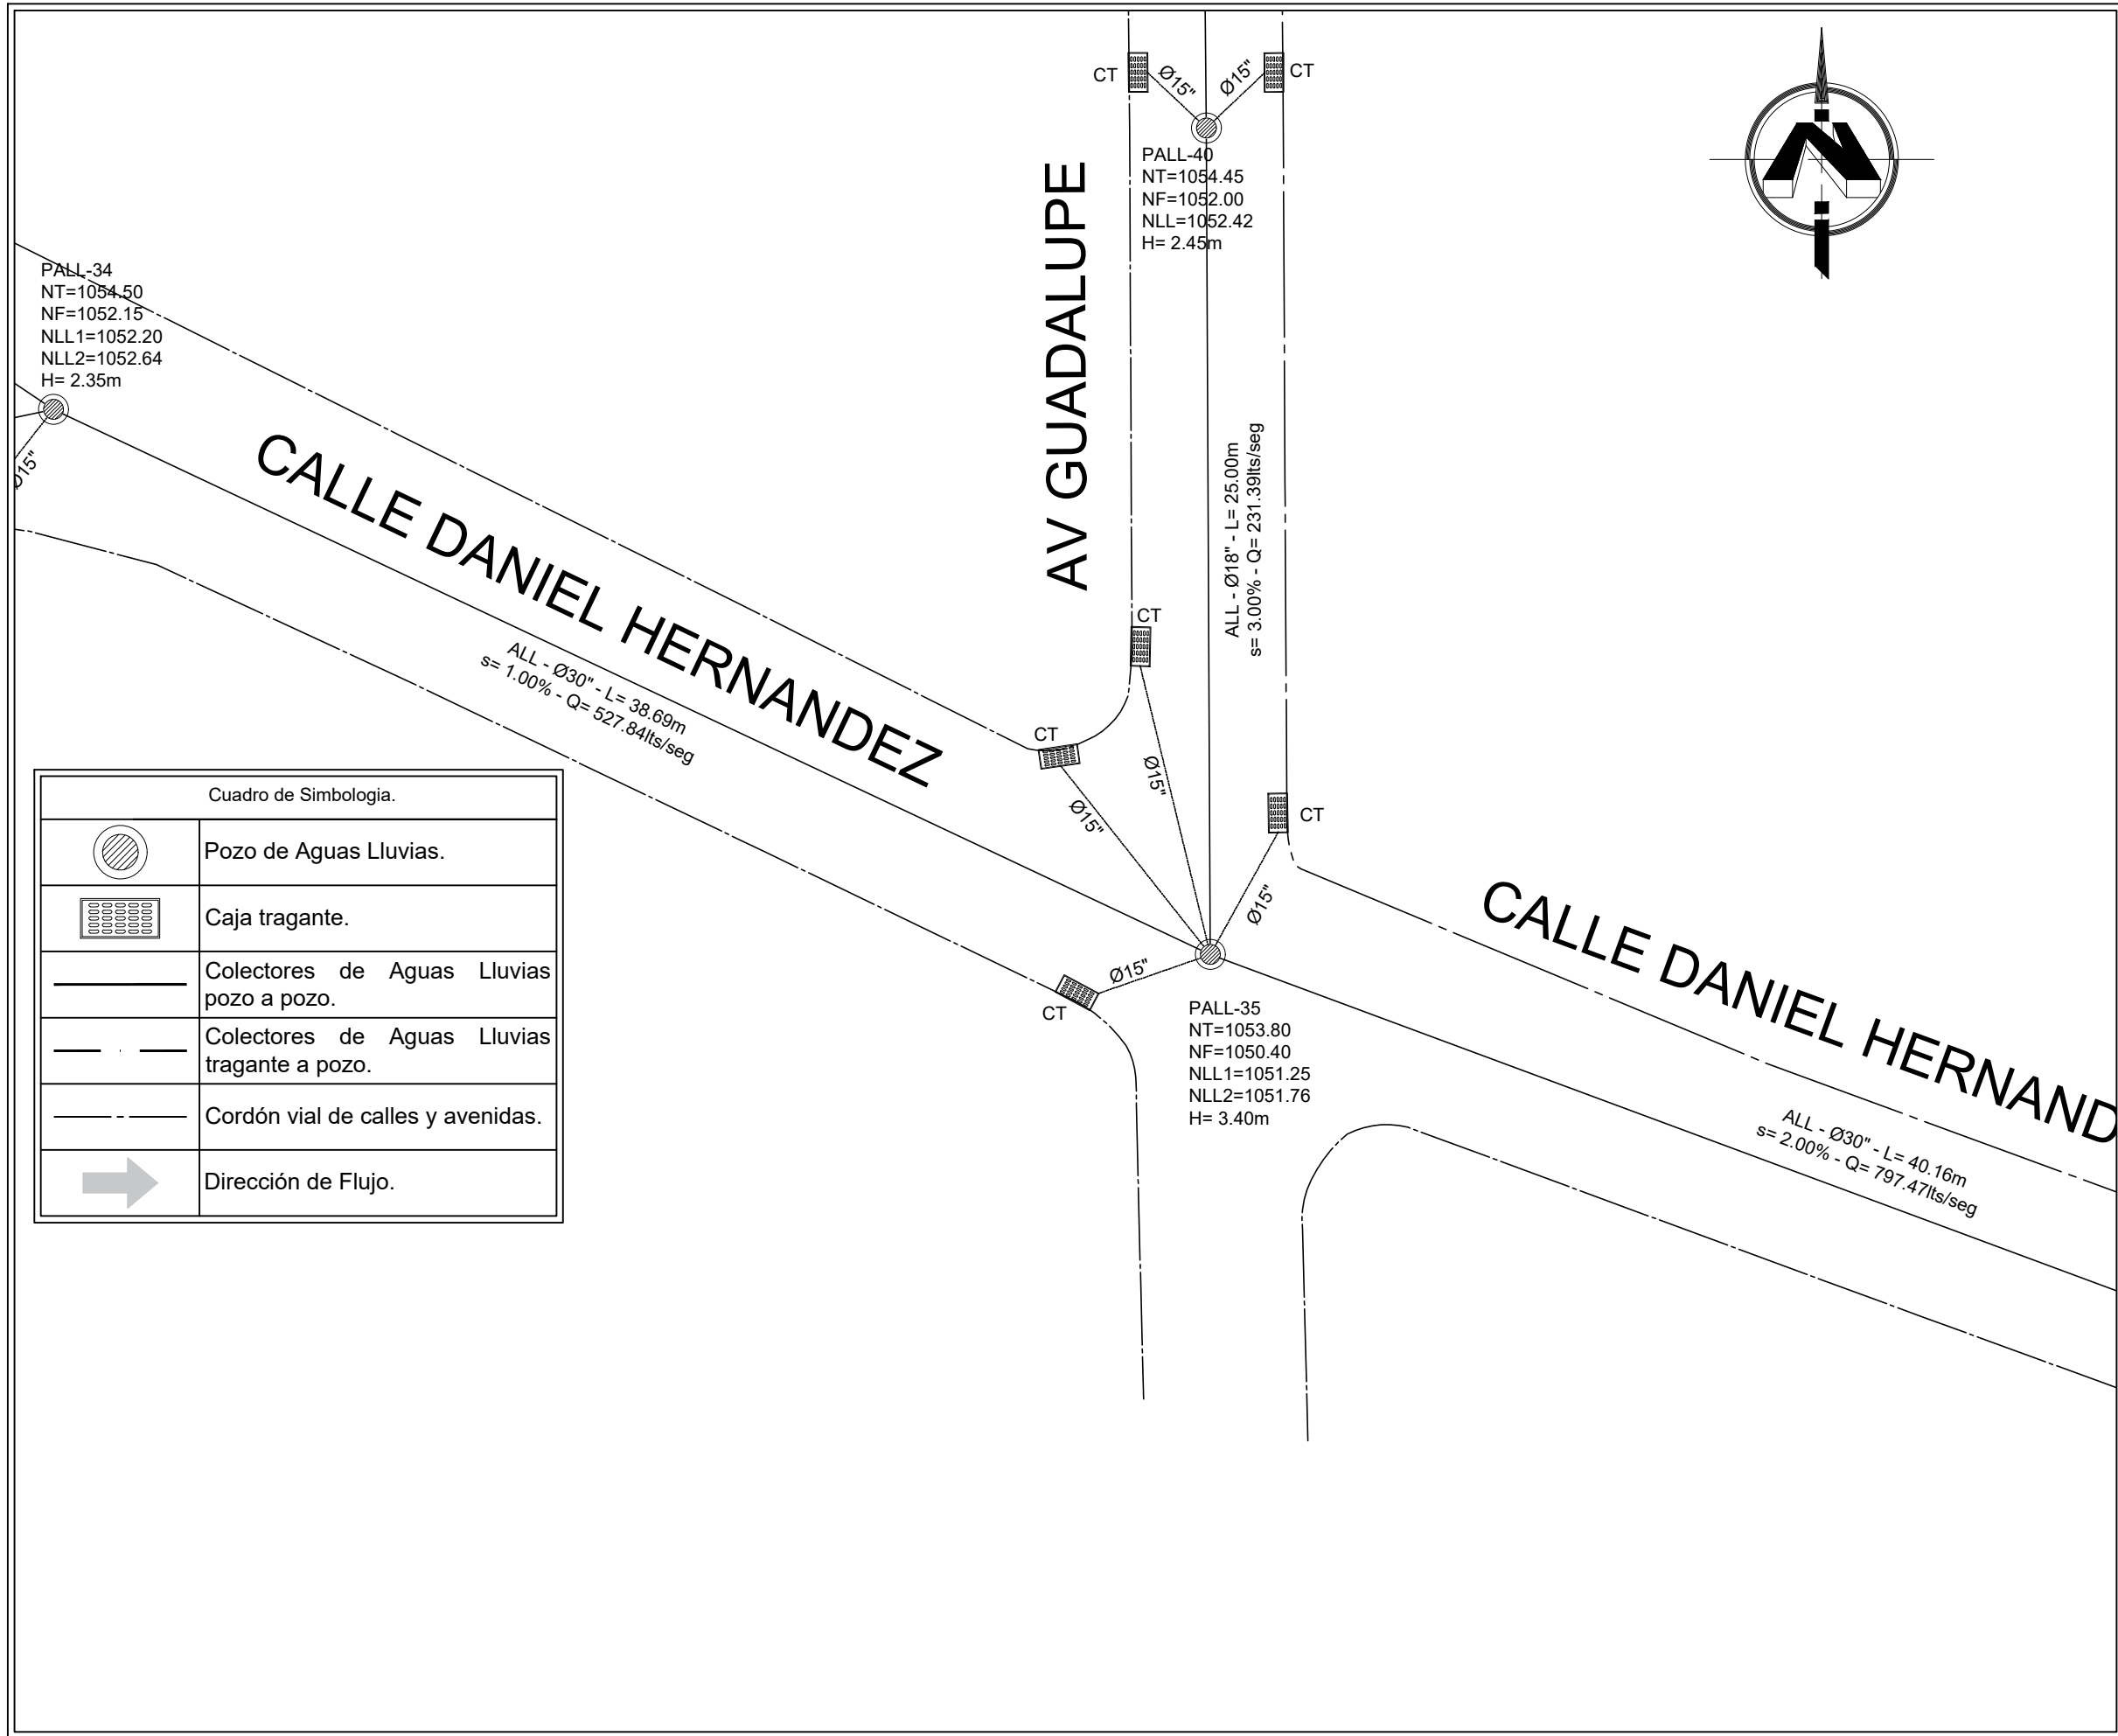 CT
Ø15"
Ø15"
CT
PALL-40
NT=1054.45
NF=1052.00
NLL=1052.42
H= 2.45m
N
AV GUADALUPE
PALL-34
NT=1054.50
NF=1052.15
NLL1=1052.20
NLL2=1052.64
H= 2.35m
Ø15"
CALLE DANIEL HERNANDEZ
ALL - Ø30" - L= 38.69m
s= 1.00% - Q= 527.84lts/seg
ALL - Ø18" - L= 25.00m
s= 3.00% - Q= 231.39lts/seg
CT
CT
Ø15"
Ø15"
CT
Ø15"
Ø15"
CT
PALL-35
NT=1053.80
NF=1050.40
NLL1=1051.25
NLL2=1051.76
H= 3.40m
CALLE DANIEL HERNAND
ALL - Ø30" - L= 40.16m
s= 2.00% - Q= 797.47lts/seg
Cuadro de Simbologia.
Pozo de Aguas Lluvias.
Caja tragante.
Colectores de Aguas Lluvias
pozo a pozo.
Colectores de Aguas Lluvias
tragante a pozo.
Cordón vial de calles y avenidas.
Dirección de Flujo.